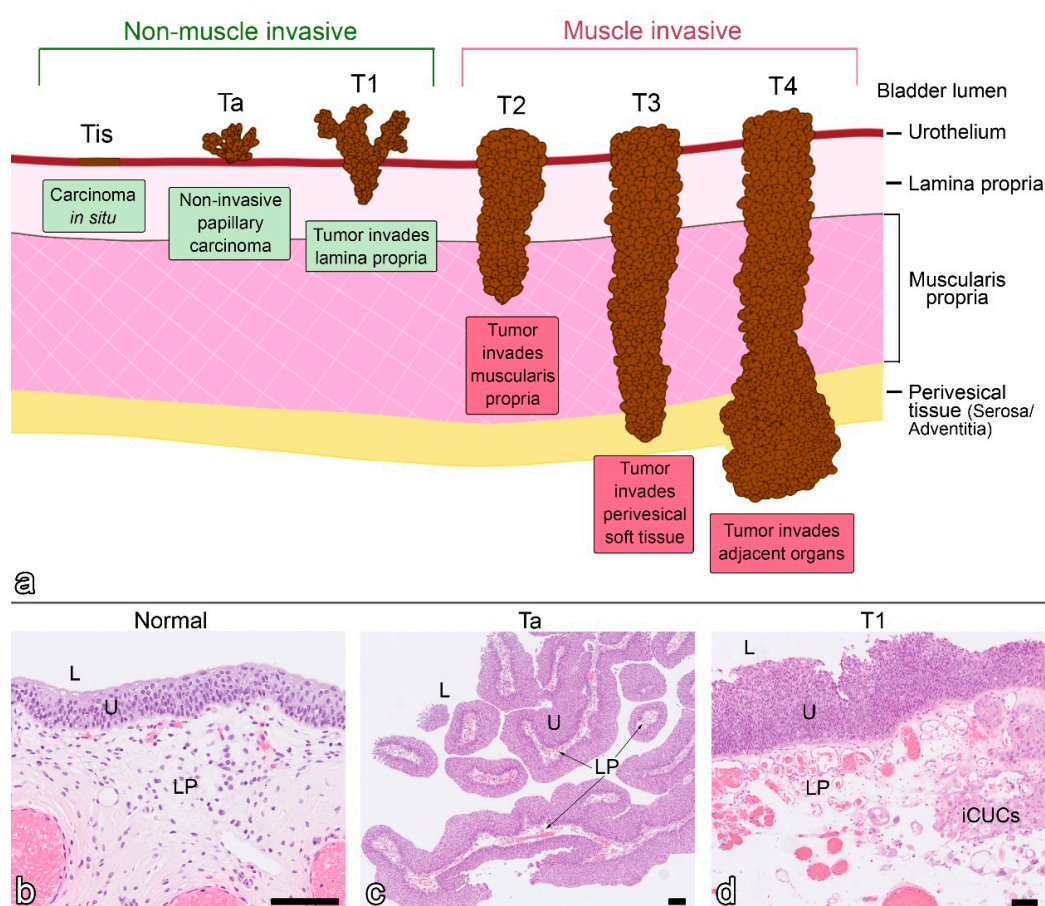 Non-muscle invasive
Muscle invasive
Tis
Ta
T1
T2
T3
T4
Bladder lumen
Urothelium
Lamina propria
Muscularis
propria
Perivesical
tissue (Serosa/
Adventitia)
Carcinoma
in situ
Non-invasive
papillary
carcinoma
Tumor invades
lamina propria
Tumor
invades
muscularis
propria
Tumor
invades
perivesical
soft tissue
Tumor invades
adjacent organs
a
Normal
L
U
LP
b
Ta
L
U
LP
c
T1
L
U
LP
iCUCs
d